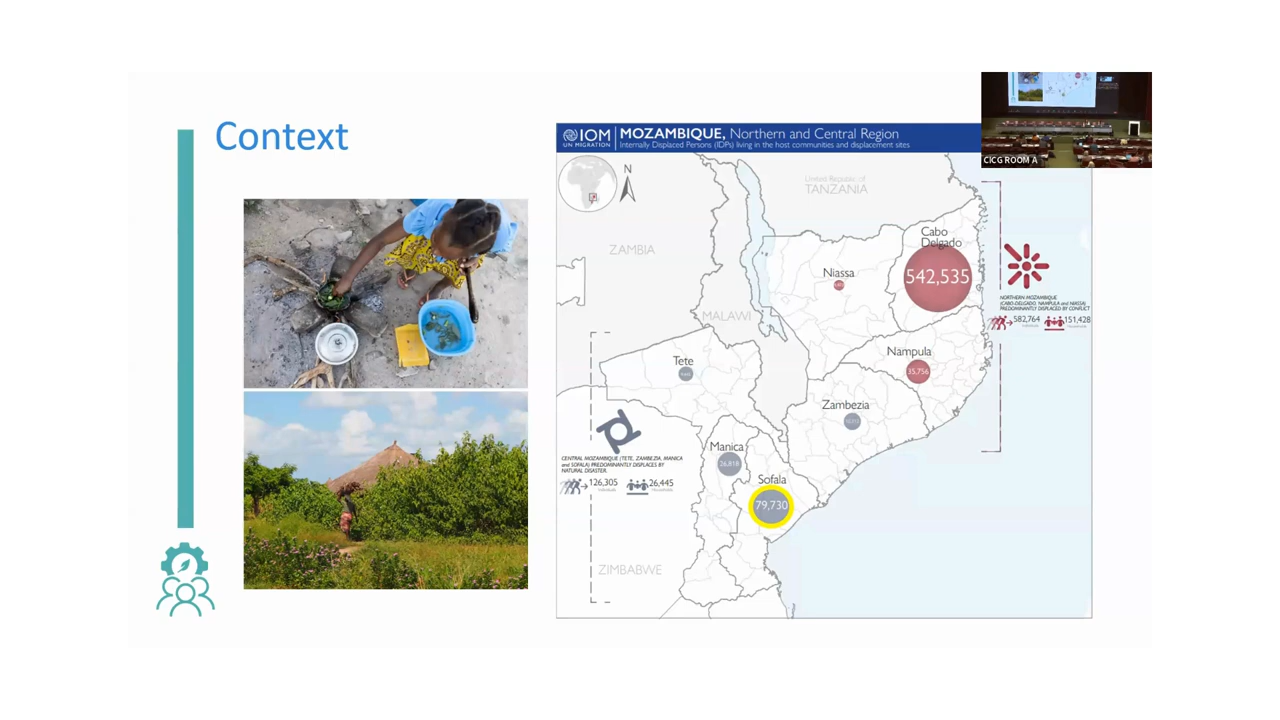 Context
IOM
UN MIGRATION
MOZAMBIQUE, Northern and Central Region
Internally Displaced Persons (IDPs) living in the host communities and displacement sites
CICG ROOM A
N
United Republic of
TANZANIA
ZAMBIA
MALAWI
ZIMBABWE
Cabo
Delgado
542,535
Niassa
Nampula
35,756
Tete
Zambezia
Manica
26,818
Sofala
79,730
NORTHERN MOZAMBIQUE
(CABO-DELGADO, NAMPULA and NIASSA)
PREDOMINANTLY DISPLACED BY CONFLICT
582,764
151,428
CENTRAL MOZAMBIQUE (TETE, ZAMBEZIA, MANICA
and SOFALA) PREDOMINANTLY DISPLACES BY
NATURAL DISASTER.
126,305
26,445